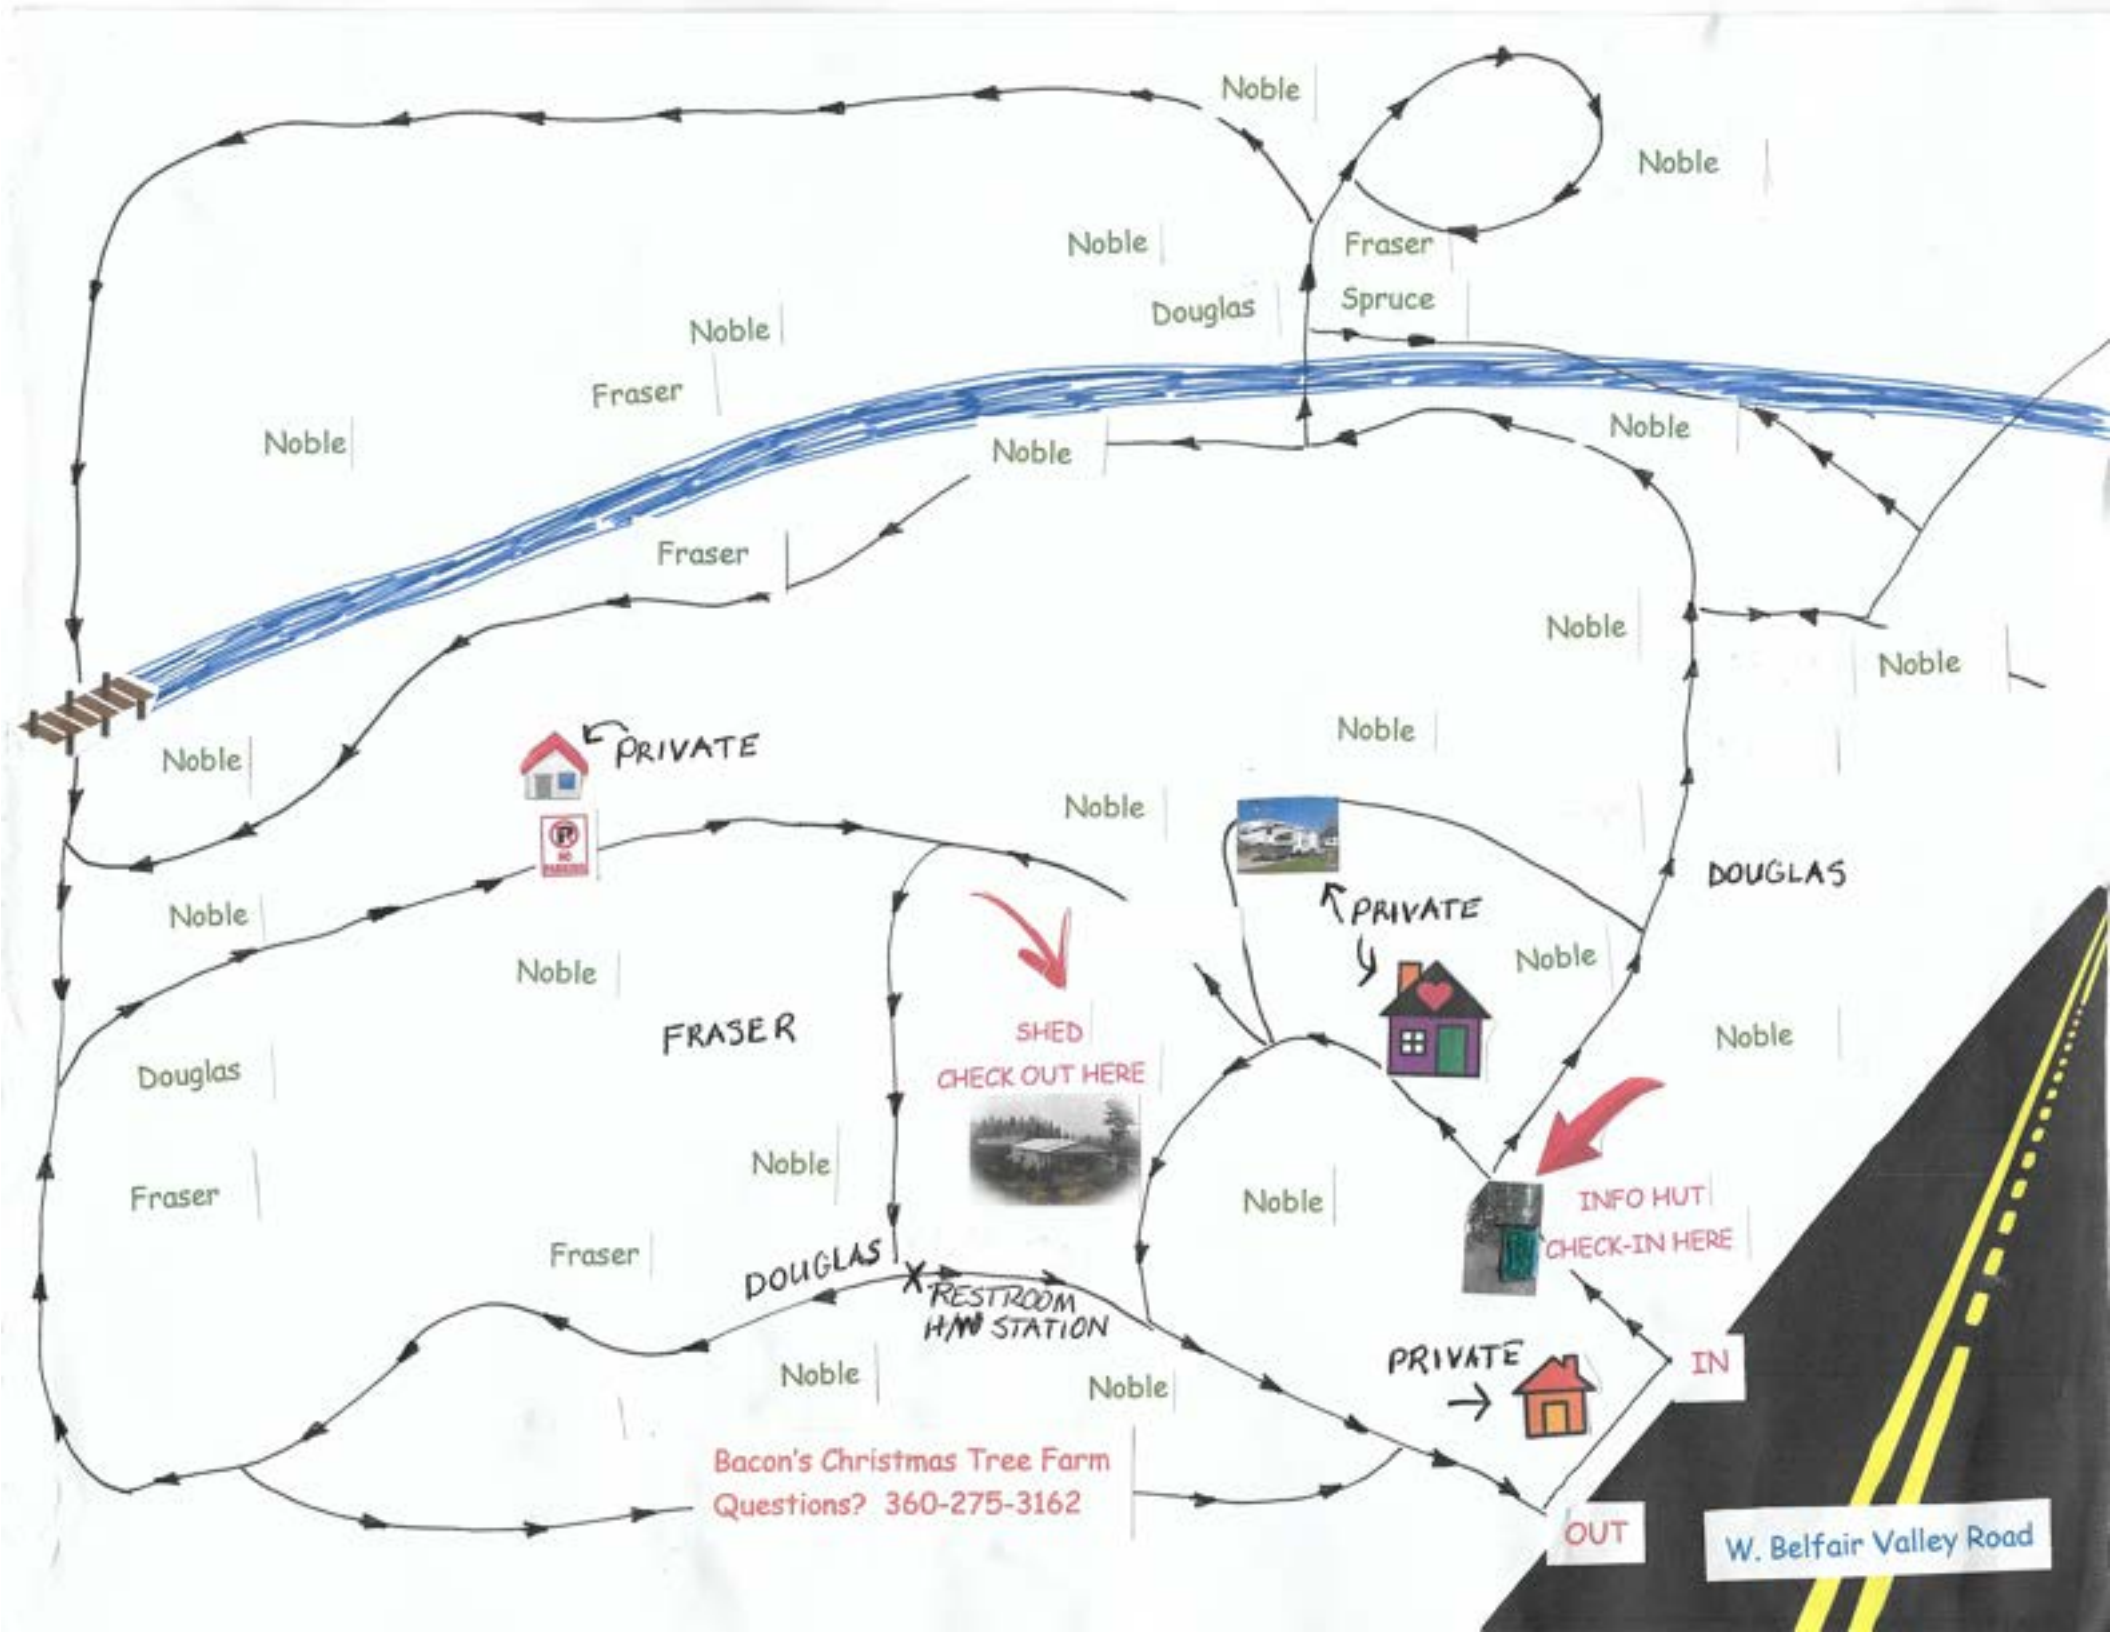 Noble
Noble
Noble
Fraser
Spruce
Douglas
Noble
Fraser
Noble
Noble
Noble
Fraser
Noble
Noble
Noble
Noble
PRIVATE
Noble
NO
PARKING
Noble
DOUGLAS
PRIVATE
Noble
Noble
Noble
FRASER
SHED
CHECK OUT HERE
Noble
Douglas
Fraser
Noble
Noble
INFO HUT
CHECK-IN HERE
Fraser
DOUGLAS
X RESTROOM
H/W STATION
PRIVATE
IN
Noble
Noble
Bacon's Christmas Tree Farm
Questions? 360-275-3162
OUT
W. Belfair Valley Road